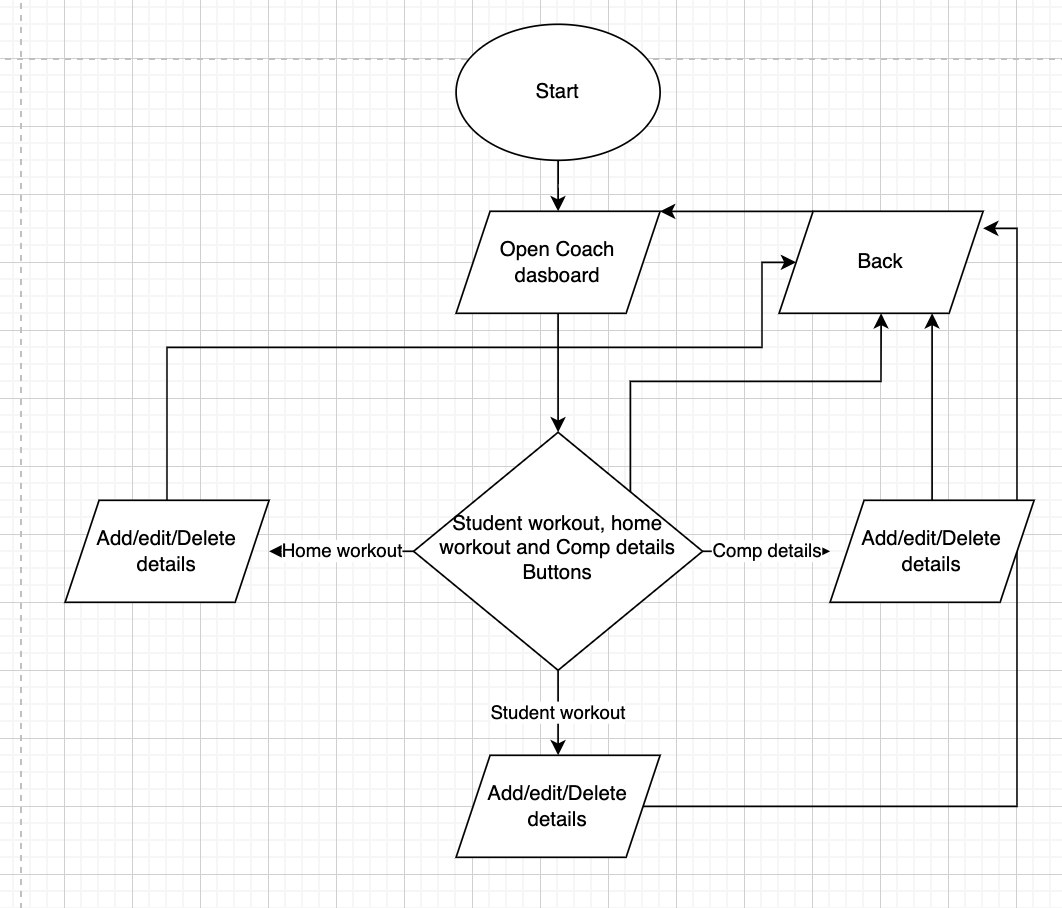 Start
Open Coach
dasboard
Back
Add/edit/Delete
details
Home workout
Student workout, home
workout and Comp details
Buttons
Comp details
Add/edit/Delete
details
Student workout
Add/edit/Delete
details